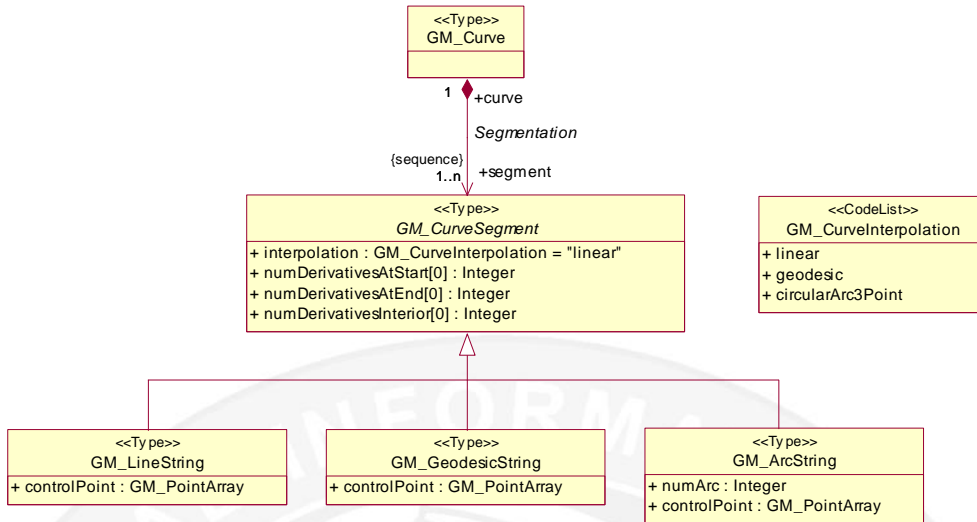 <<Type>>
GM_Curve
1
+curve
Segmentation
{sequence}
1..n
+segment
<<Type>>
GM_CurveSegment
+ interpolation : GM_CurveInterpolation = "linear"
+ numDerivativesAtStart[0] : Integer
+ numDerivativesAtEnd[0] : Integer
+ numDerivativesInterior[0] : Integer
<<CodeList>>
GM_CurveInterpolation
+ linear
+ geodesic
+ circularArc3Point
<<Type>>
GM_LineString
+ controlPoint : GM_PointArray
<<Type>>
GM_GeodesicString
+ controlPoint : GM_PointArray
<<Type>>
GM_ArcString
+ numArc : Integer
+ controlPoint : GM_PointArray